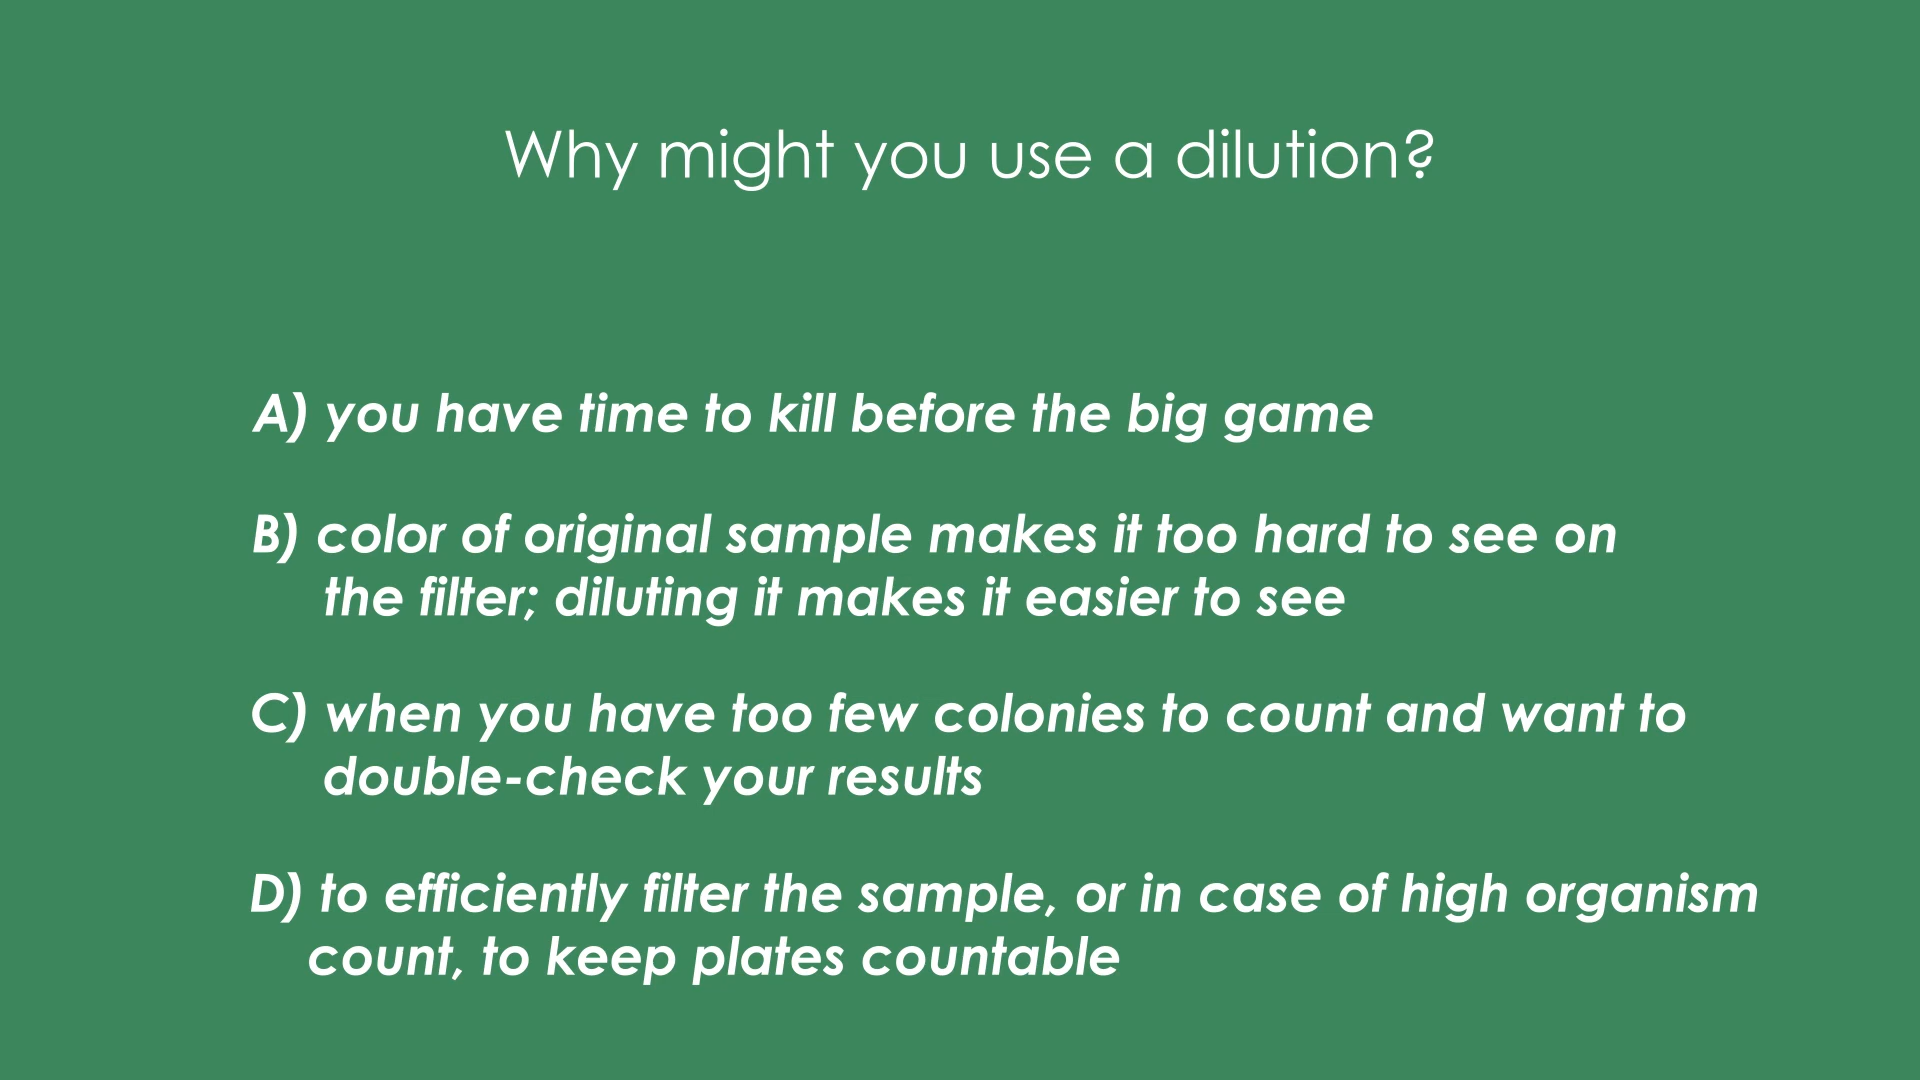 Why might you use a dilution?
A) you have time to kill before the big game
B) color of original sample makes it too hard to see on
the filter; diluting it makes it easier to see
C) when you have too few colonies to count and want to
double-check your results
D) to efficiently filter the sample, or in case of high organism
count, to keep plates countable